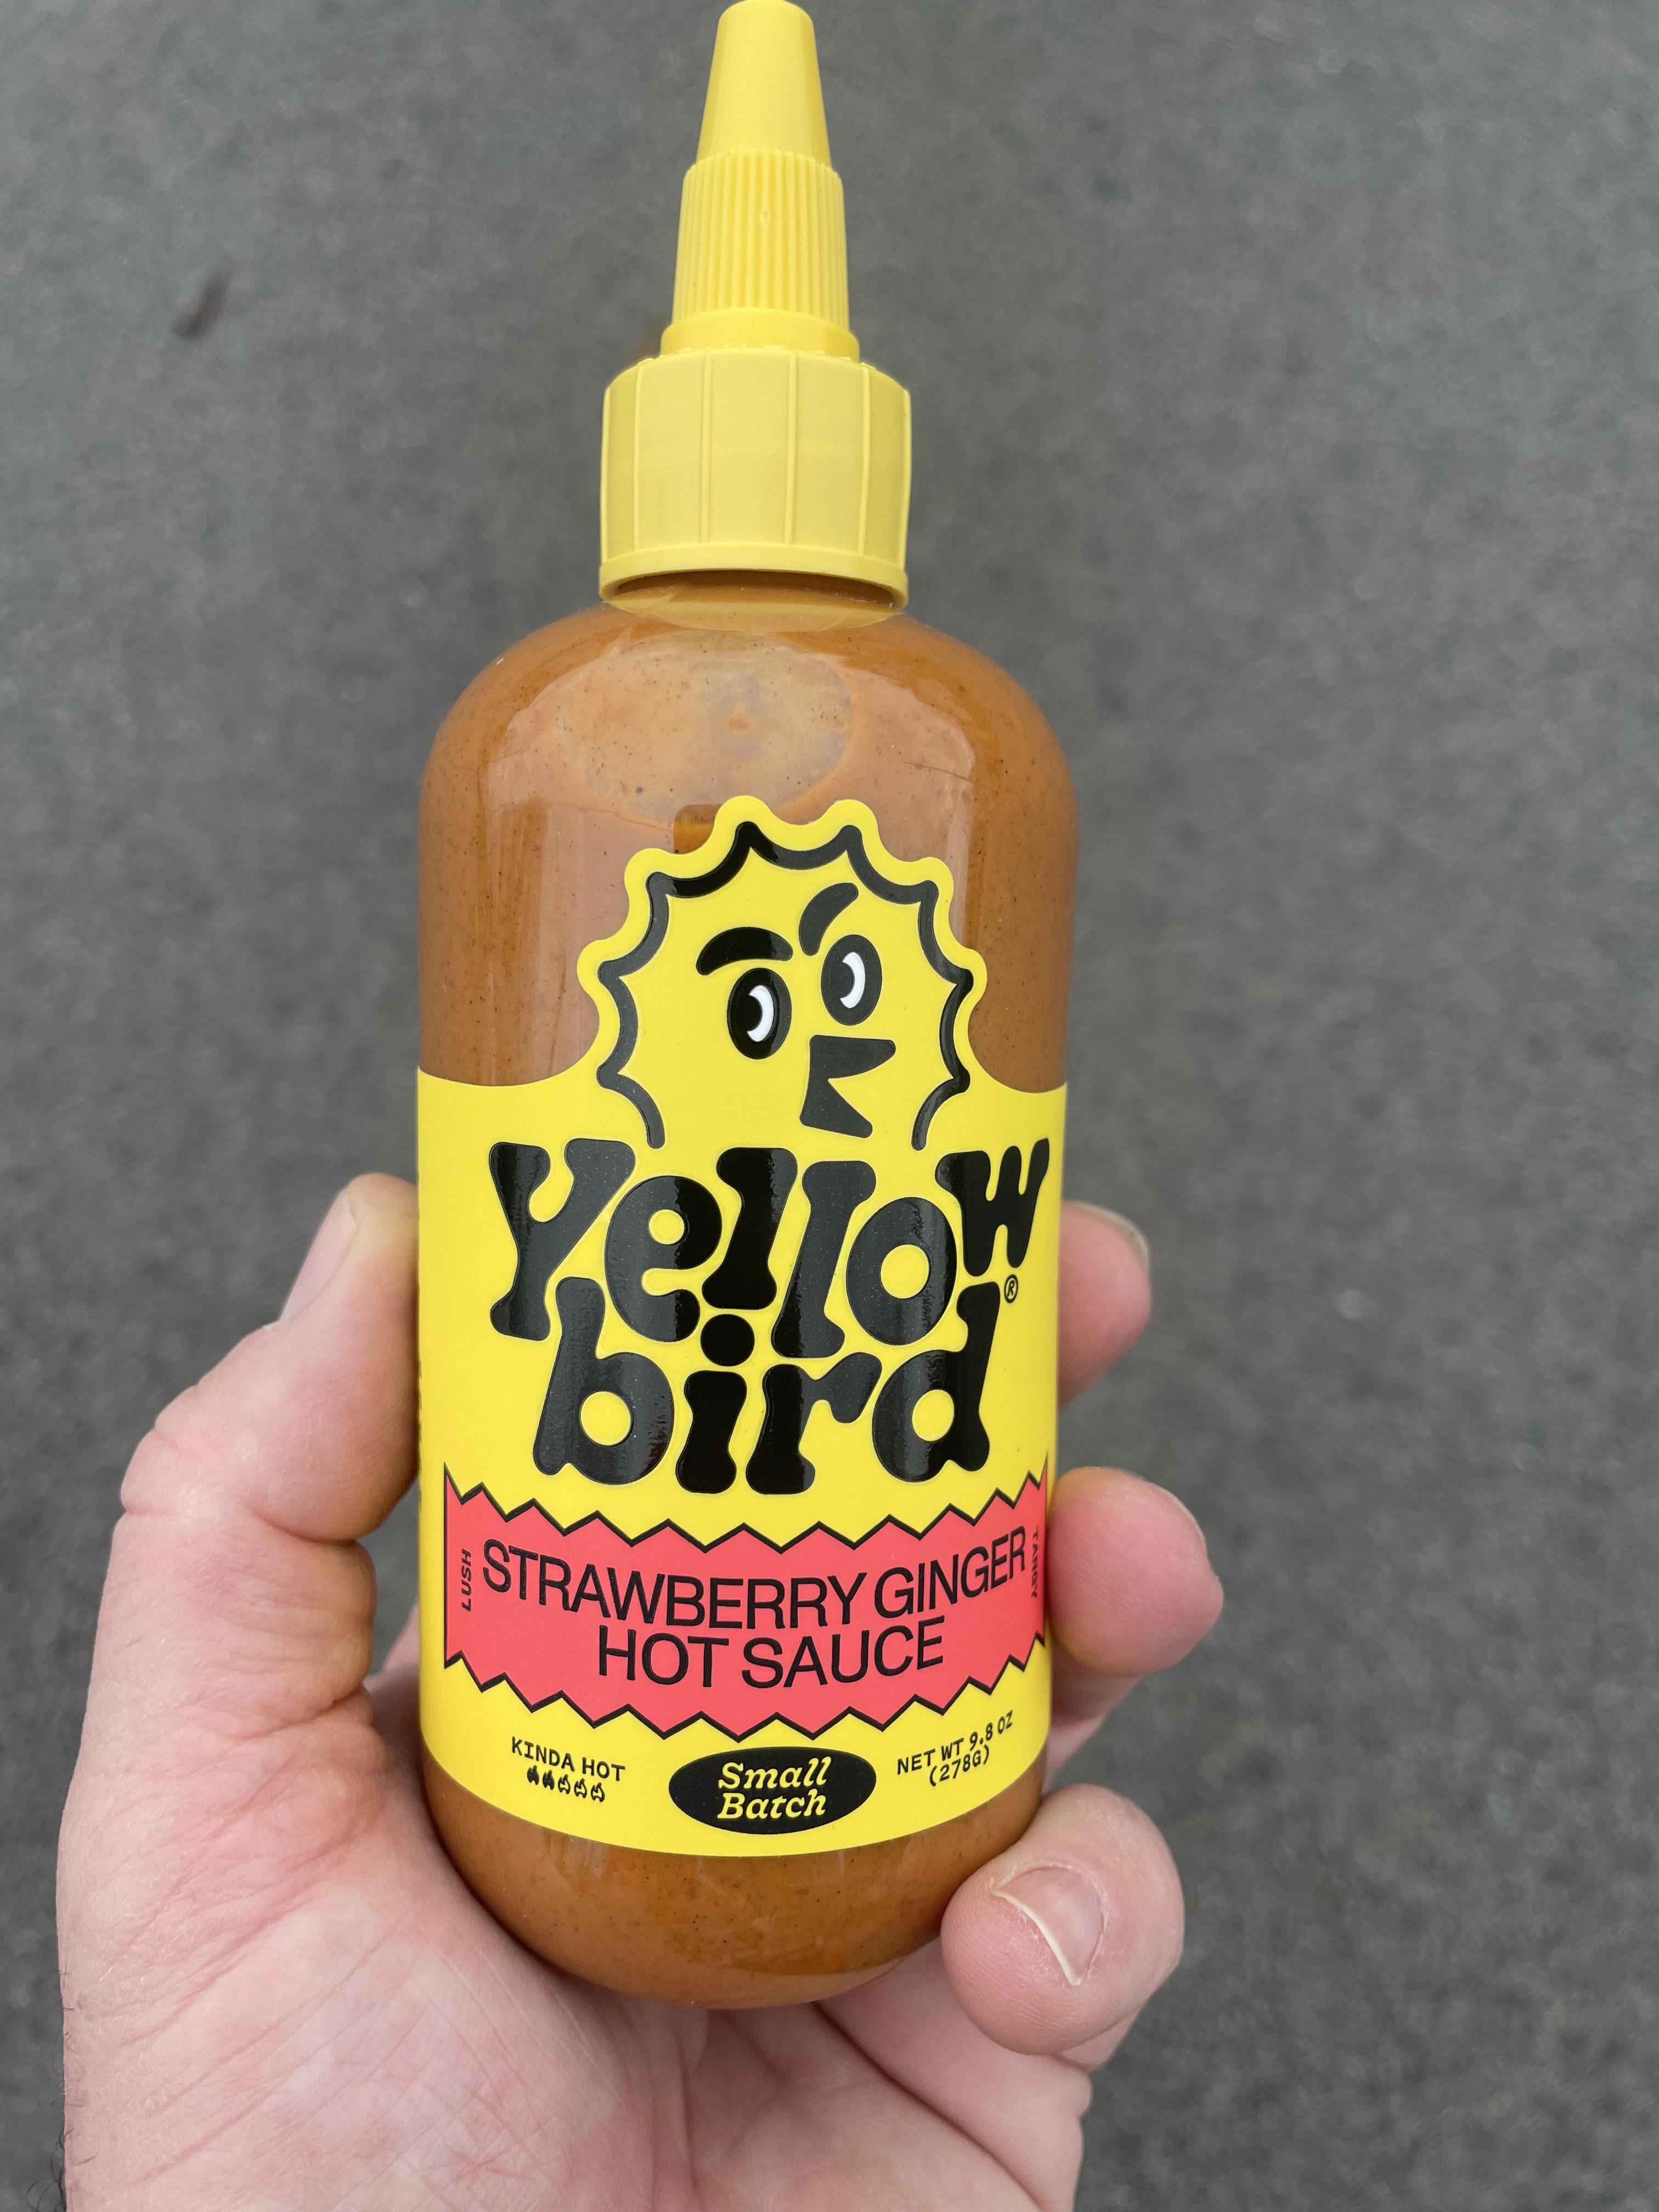 Yellow
bird®
LUSH
STRAWBERRY GINGER
HOT SAUCE
TANGY
KINDA HOT
Small
Batch
NET WT 9.8 OZ
(278G)